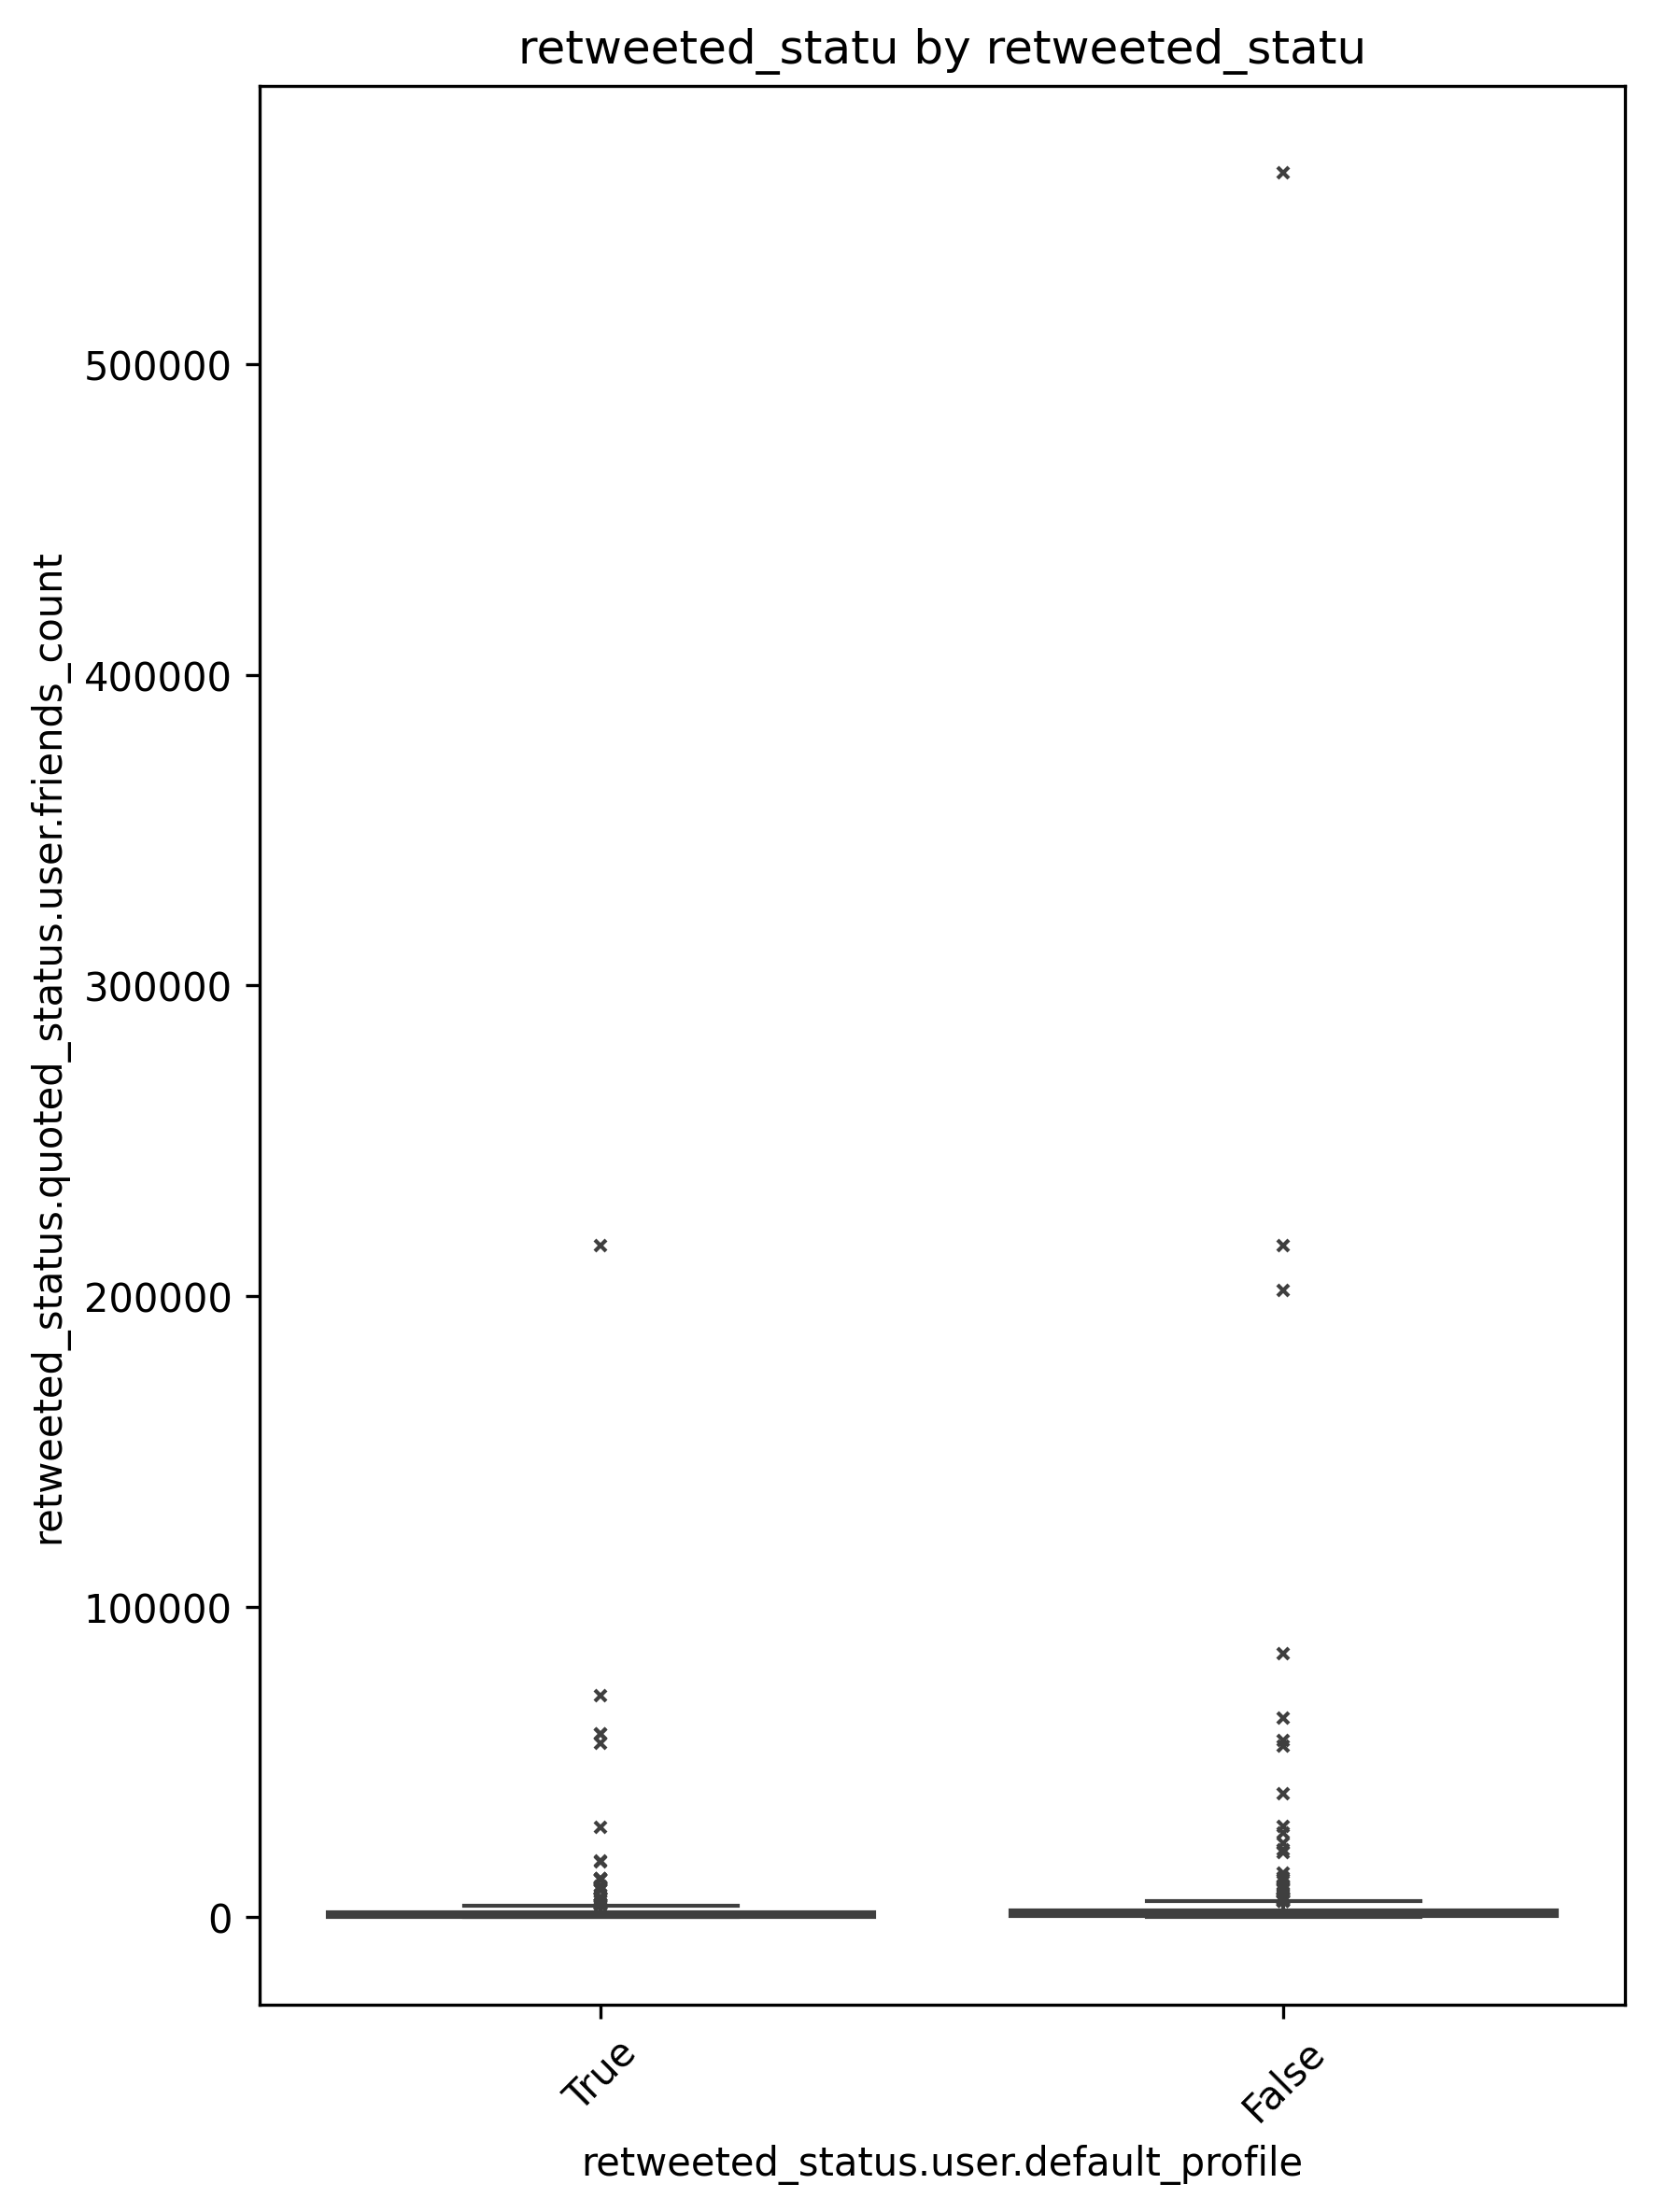 retweeted_statu by retweeted_statu
retweeted_status.quoted_status.user.friends_count
500000
400000
300000
200000
100000
0
True
False
retweeted_status.user.default_profile